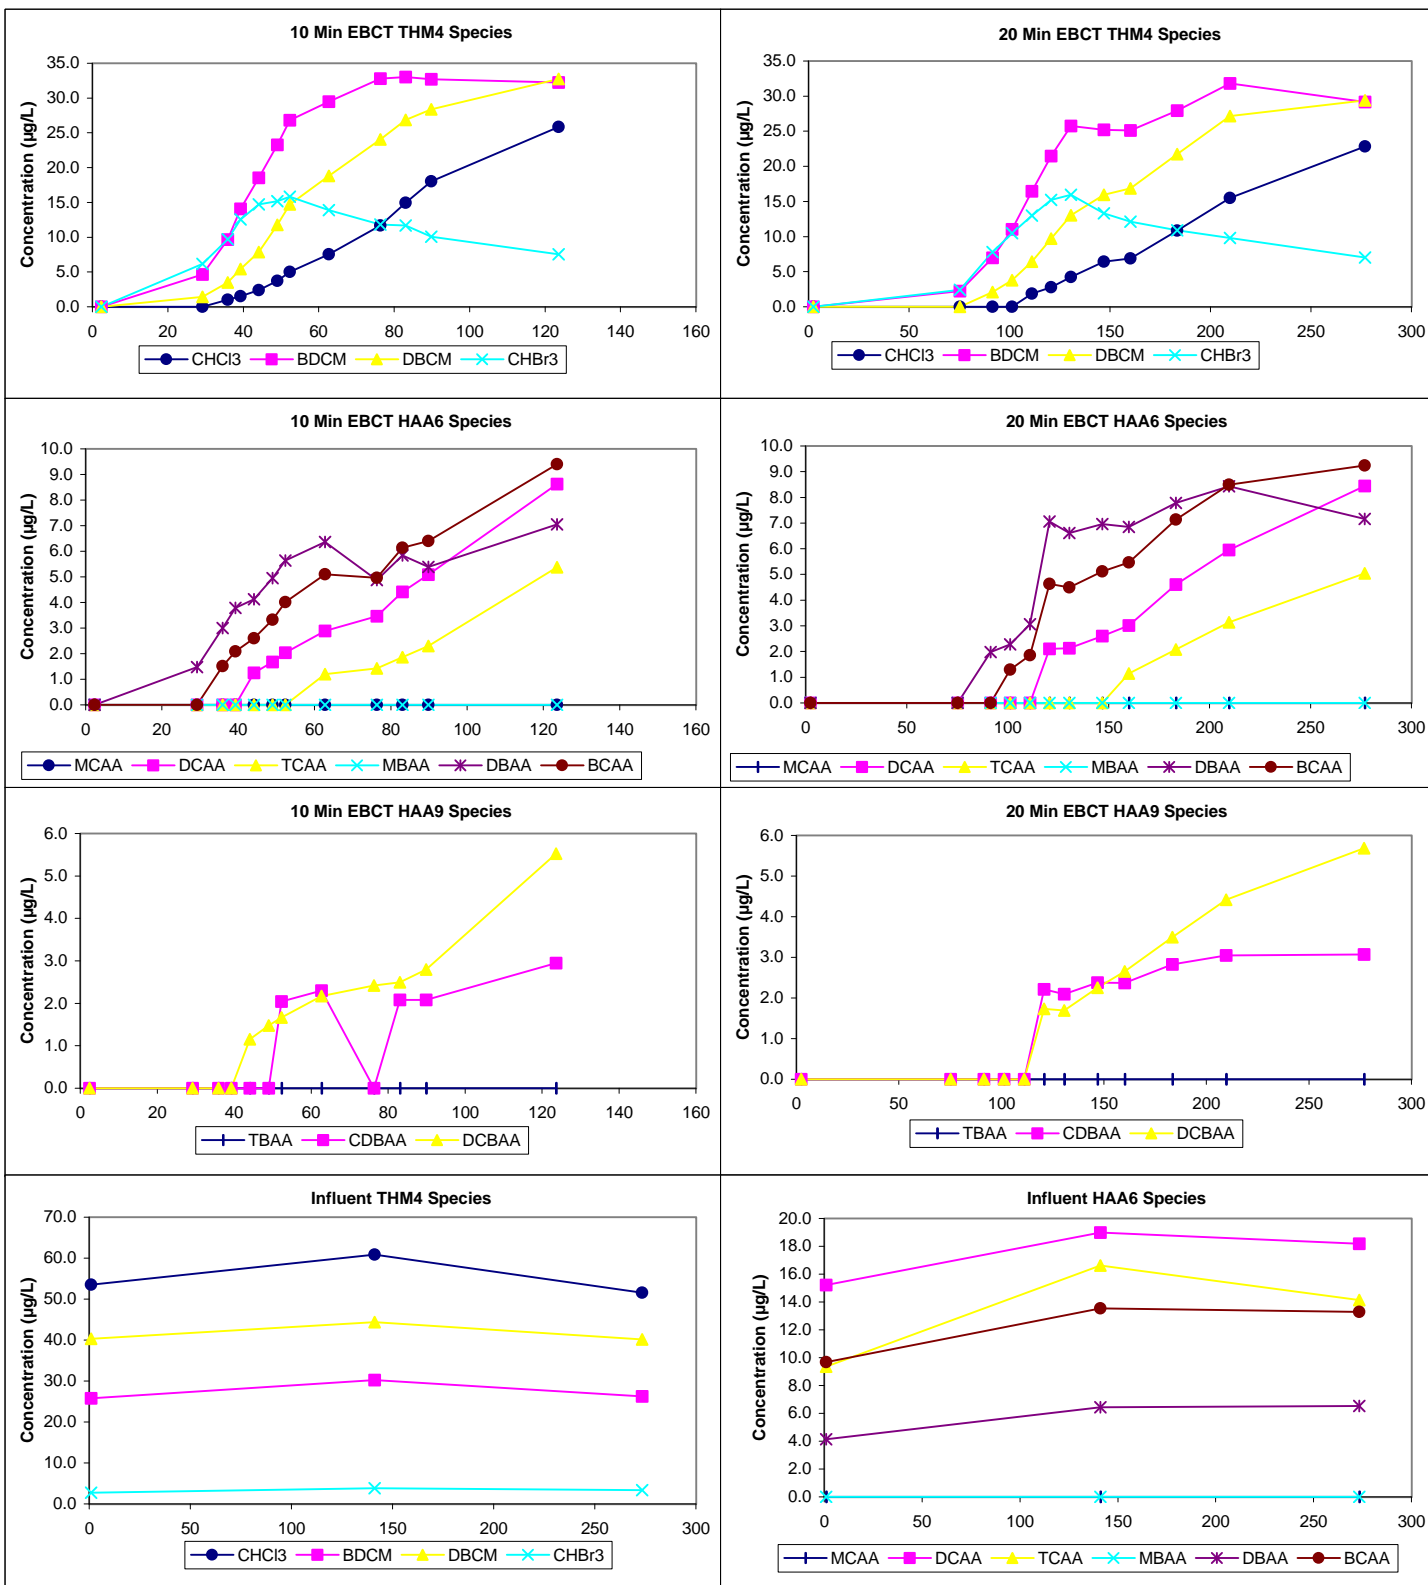 10 Min EBCT THM4 Species
Concentration (µg/L)
35.0
30.0
25.0
20.0
15.0
10.0
5.0
0.0
0 20 40 60 80 100 120 140 160
CHCl3 BDCM DBCM CHBr3
20 Min EBCT THM4 Species
Concentration (µg/L)
35.0
30.0
25.0
20.0
15.0
10.0
5.0
0.0
0 50 100 150 200 250 300
CHCl3 BDCM DBCM CHBr3
10 Min EBCT HAA6 Species
Concentration (µg/L)
10.0
9.0
8.0
7.0
6.0
5.0
4.0
3.0
2.0
1.0
0.0
0 20 40 60 80 100 120 140 160
MCAA DCAA TCAA MBAA DBAA BCAA
20 Min EBCT HAA6 Species
Concentration (µg/L)
10.0
9.0
8.0
7.0
6.0
5.0
4.0
3.0
2.0
1.0
0.0
0 50 100 150 200 250 300
MCAA DCAA TCAA MBAA DBAA BCAA
10 Min EBCT HAA9 Species
Concentration (µg/L)
6.0
5.0
4.0
3.0
2.0
1.0
0.0
0 20 40 60 80 100 120 140 160
TBAA CDBAA DCBAA
20 Min EBCT HAA9 Species
Concentration (µg/L)
6.0
5.0
4.0
3.0
2.0
1.0
0.0
0 50 100 150 200 250 300
TBAA CDBAA DCBAA
Influent THM4 Species
Concentration (µg/L)
70.0
60.0
50.0
40.0
30.0
20.0
10.0
0.0
0 50 100 150 200 250 300
CHCl3 BDCM DBCM CHBr3
Influent HAA6 Species
Concentration (µg/L)
20.0
18.0
16.0
14.0
12.0
10.0
8.0
6.0
4.0
2.0
0.0
0 50 100 150 200 250 300
MCAA DCAA TCAA MBAA DBAA BCAA